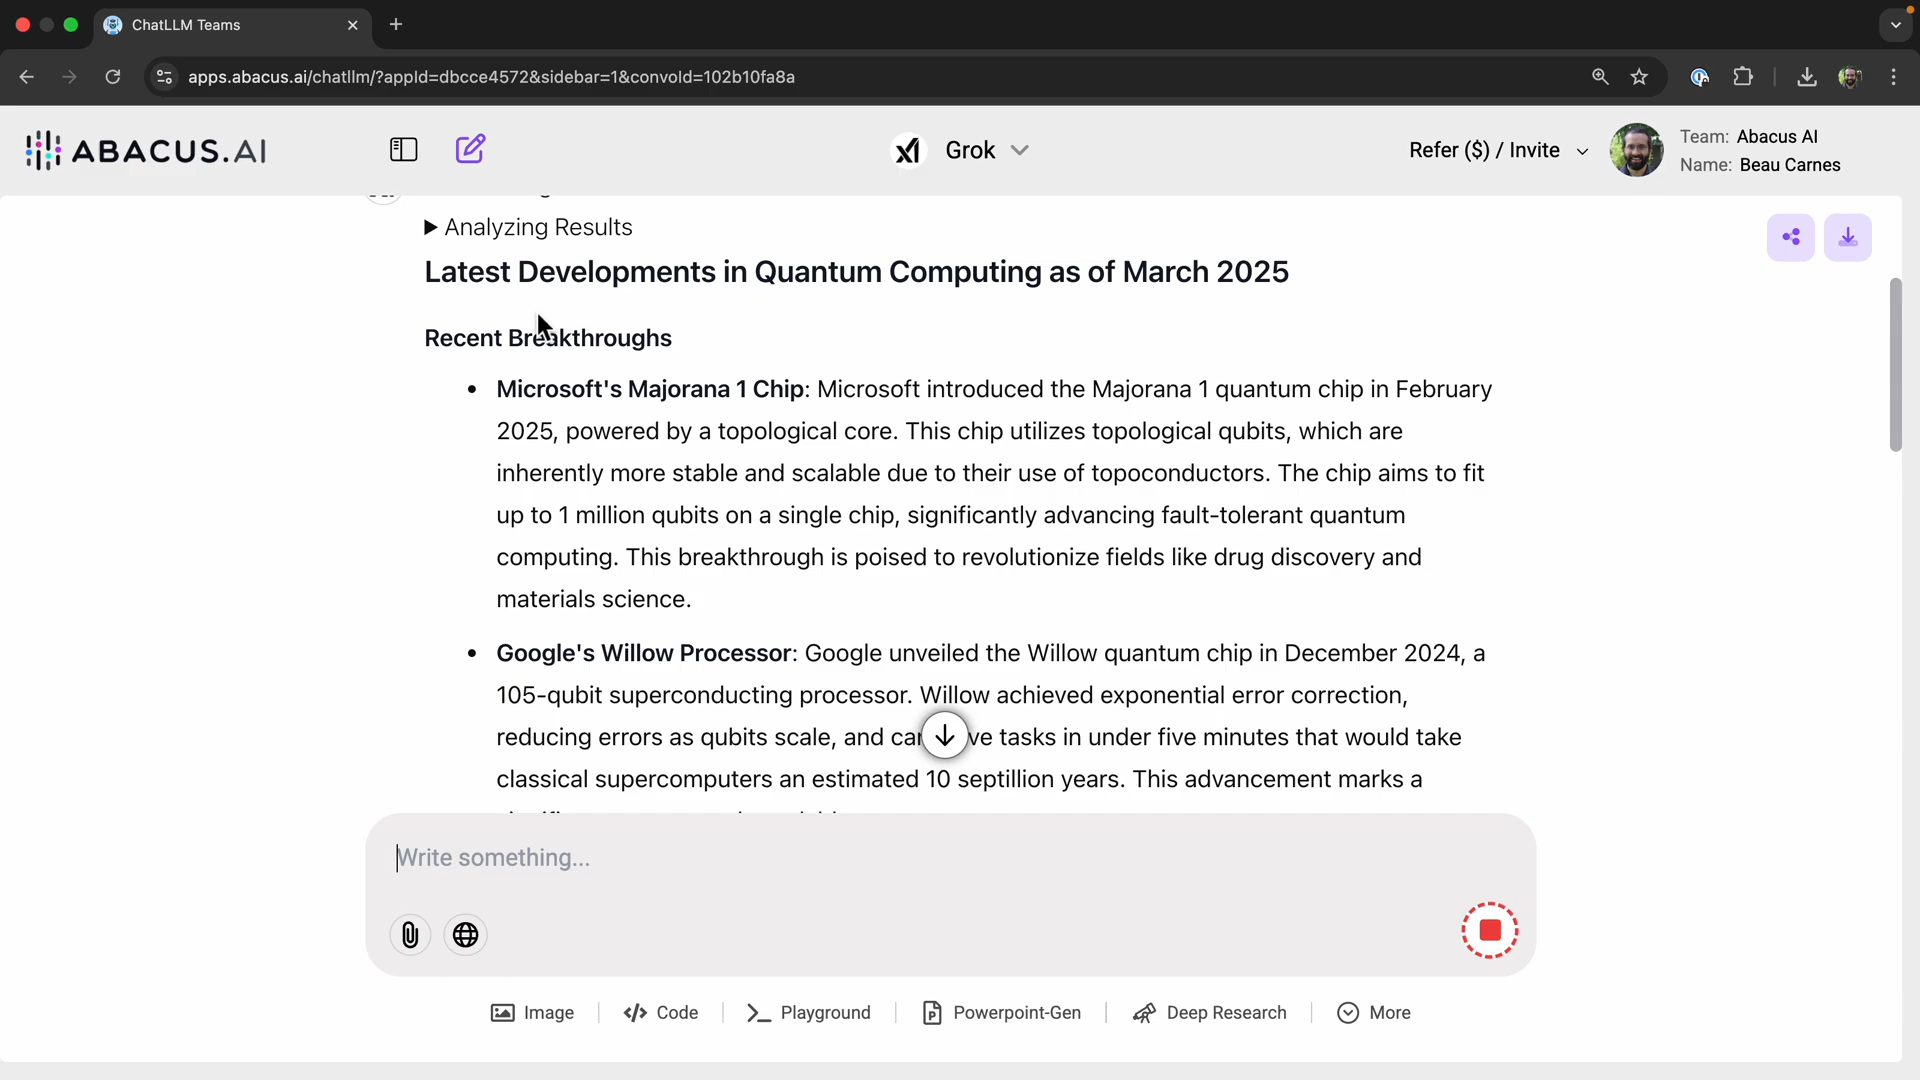 ChatLLM Teams
apps.abacus.ai/chatllm/?appId=dbcce4572&sidebar=1&convoId=102b10fa8a
ABACUS.AI
Grok
Refer ($) / Invite
Team: Abacus AI
Name: Beau Carnes
Analyzing Results
Latest Developments in Quantum Computing as of March 2025
Recent Breakthroughs
• Microsoft's Majorana 1 Chip: Microsoft introduced the Majorana 1 quantum chip in February
2025, powered by a topological core. This chip utilizes topological qubits, which are
inherently more stable and scalable due to their use of topoconductors. The chip aims to fit
up to 1 million qubits on a single chip, significantly advancing fault-tolerant quantum
computing. This breakthrough is poised to revolutionize fields like drug discovery and
materials science.
• Google's Willow Processor: Google unveiled the Willow quantum chip in December 2024, a
105-qubit superconducting processor. Willow achieved exponential error correction,
reducing errors as qubits scale, and can ve tasks in under five minutes that would take
classical supercomputers an estimated 10 septillion years. This advancement marks a
Write something...
Image
Code
Playground
Powerpoint-Gen
Deep Research
More